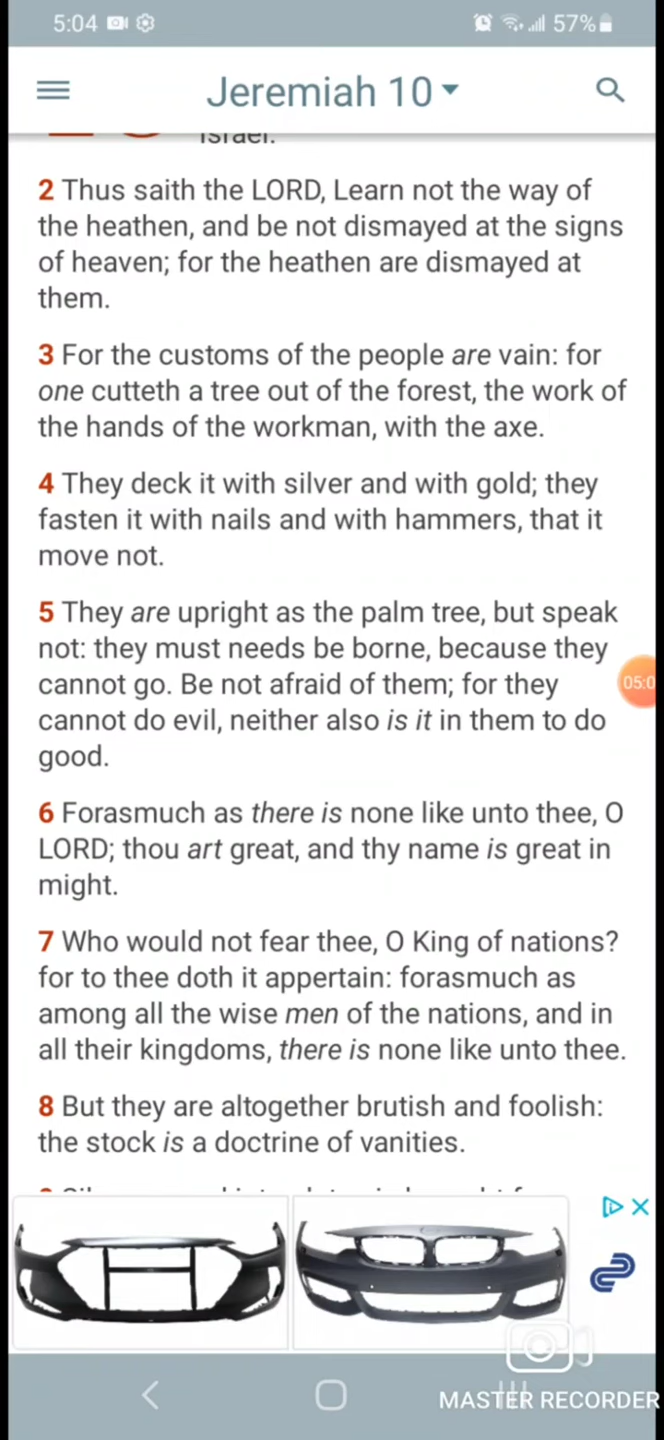 5:04 57%
Jeremiah 10
Israel.
2 Thus saith the LORD, Learn not the way of
the heathen, and be not dismayed at the signs
of heaven; for the heathen are dismayed at
them.
3 For the customs of the people are vain: for
one cutteth a tree out of the forest, the work of
the hands of the workman, with the axe.
4 They deck it with silver and with gold; they
fasten it with nails and with hammers, that it
move not.
5 They are upright as the palm tree, but speak
not: they must needs be borne, because they
cannot go. Be not afraid of them; for they
05:0
cannot do evil, neither also is it in them to do
good.
6 Forasmuch as there is none like unto thee, O
LORD; thou art great, and thy name is great in
might.
7 Who would not fear thee, O King of nations?
for to thee doth it appertain: forasmuch as
among all the wise men of the nations, and in
all their kingdoms, there is none like unto thee.
8 But they are altogether brutish and foolish:
the stock is a doctrine of vanities.
MASTER RECORDER